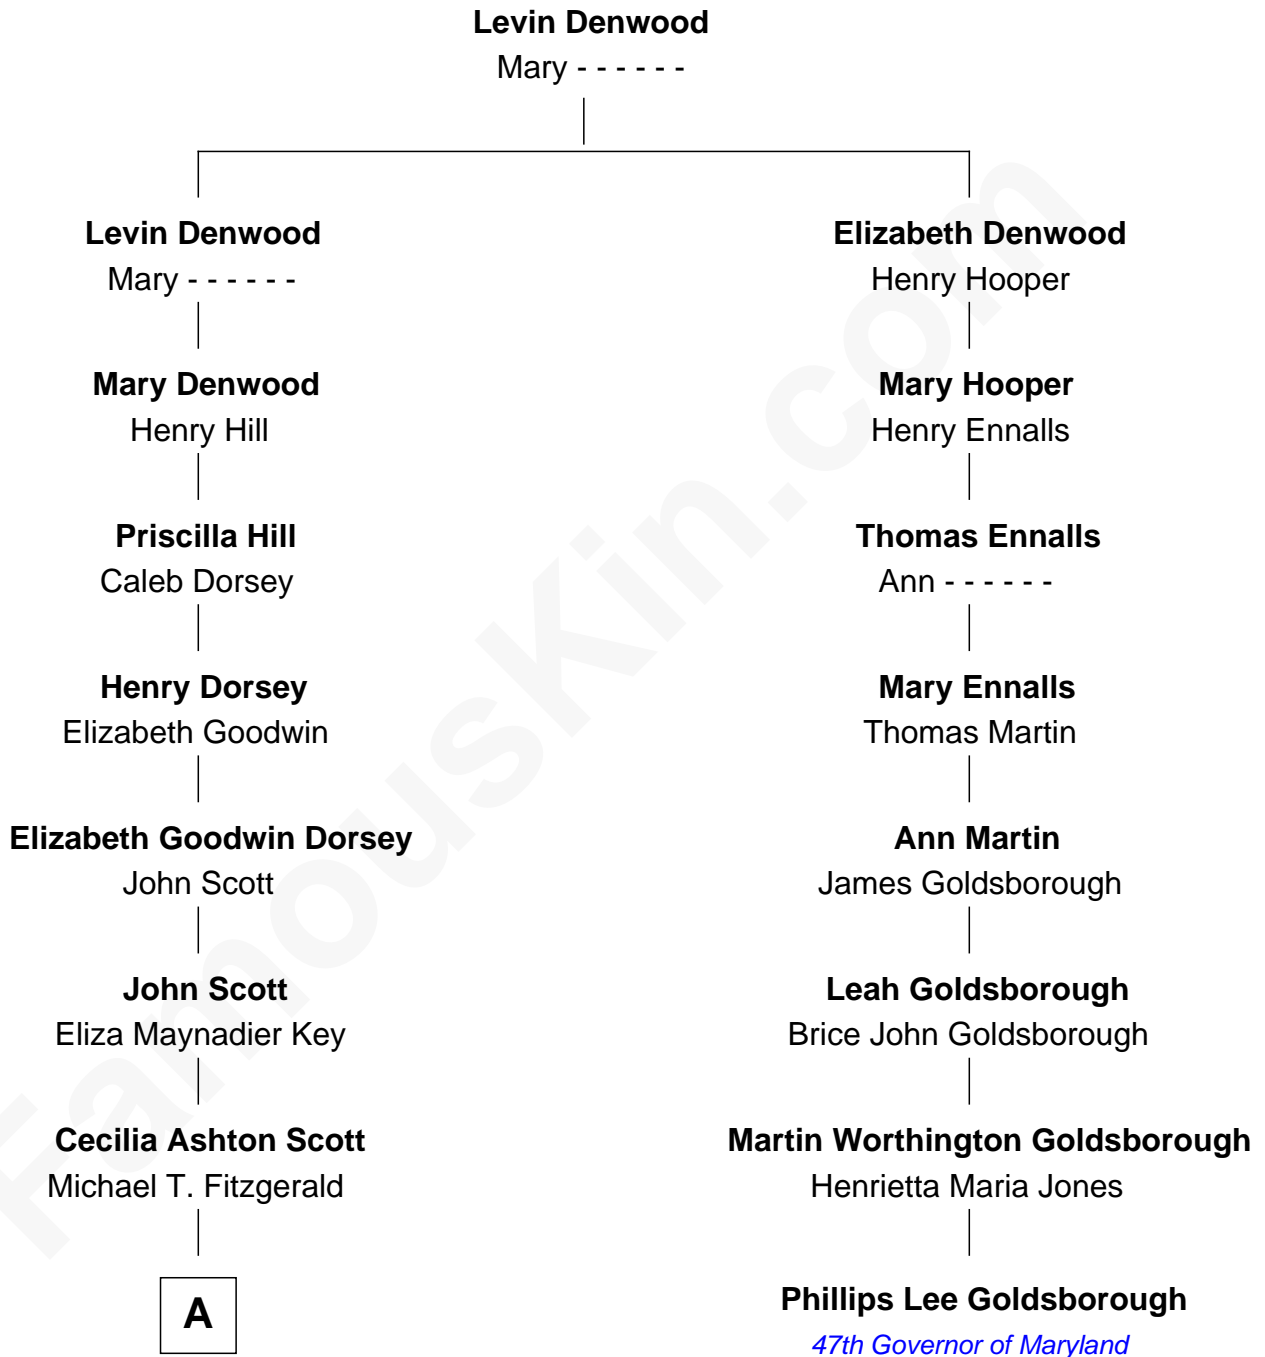 Levin Denwood
Mary - - - - - -
Levin Denwood
Mary - - - - - -
Elizabeth Denwood
Henry Hooper
Mary Denwood
Henry Hill
Mary Hooper
Henry Ennalls
Priscilla Hill
Caleb Dorsey
Thomas Ennalls
Ann - - - - - -
Henry Dorsey
Elizabeth Goodwin
Mary Ennalls
Thomas Martin
Elizabeth Goodwin Dorsey
John Scott
Ann Martin
James Goldsborough
John Scott
Eliza Maynadier Key
Leah Goldsborough
Brice John Goldsborough
Cecilia Ashton Scott
Michael T. Fitzgerald
Martin Worthington Goldsborough
Henrietta Maria Jones
A
Phillips Lee Goldsborough
47th Governor of Maryland
FamousKin.com